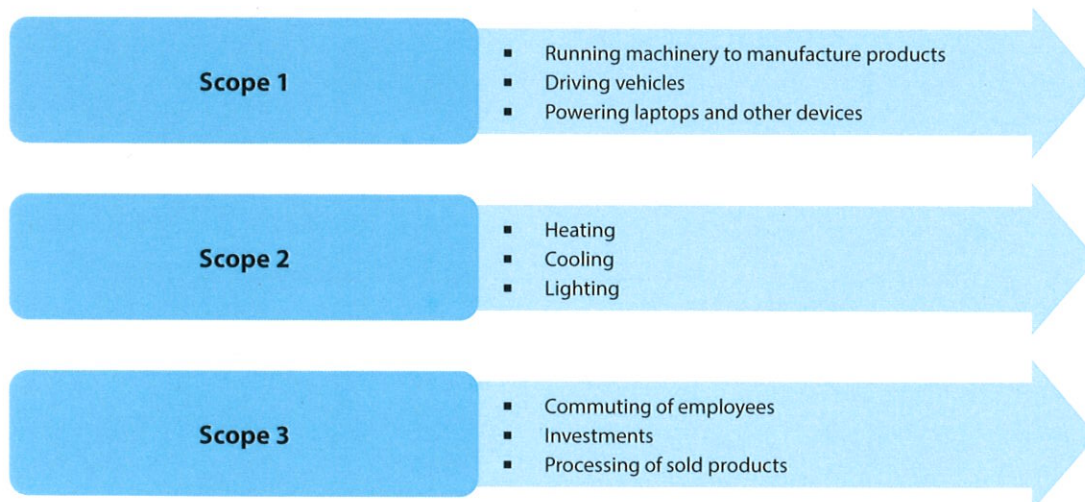 Scope 1
▪ Running machinery to manufacture products
▪ Driving vehicles
▪ Powering laptops and other devices
Scope 2
▪ Heating
▪ Cooling
▪ Lighting
Scope 3
▪ Commuting of employees
▪ Investments
▪ Processing of sold products